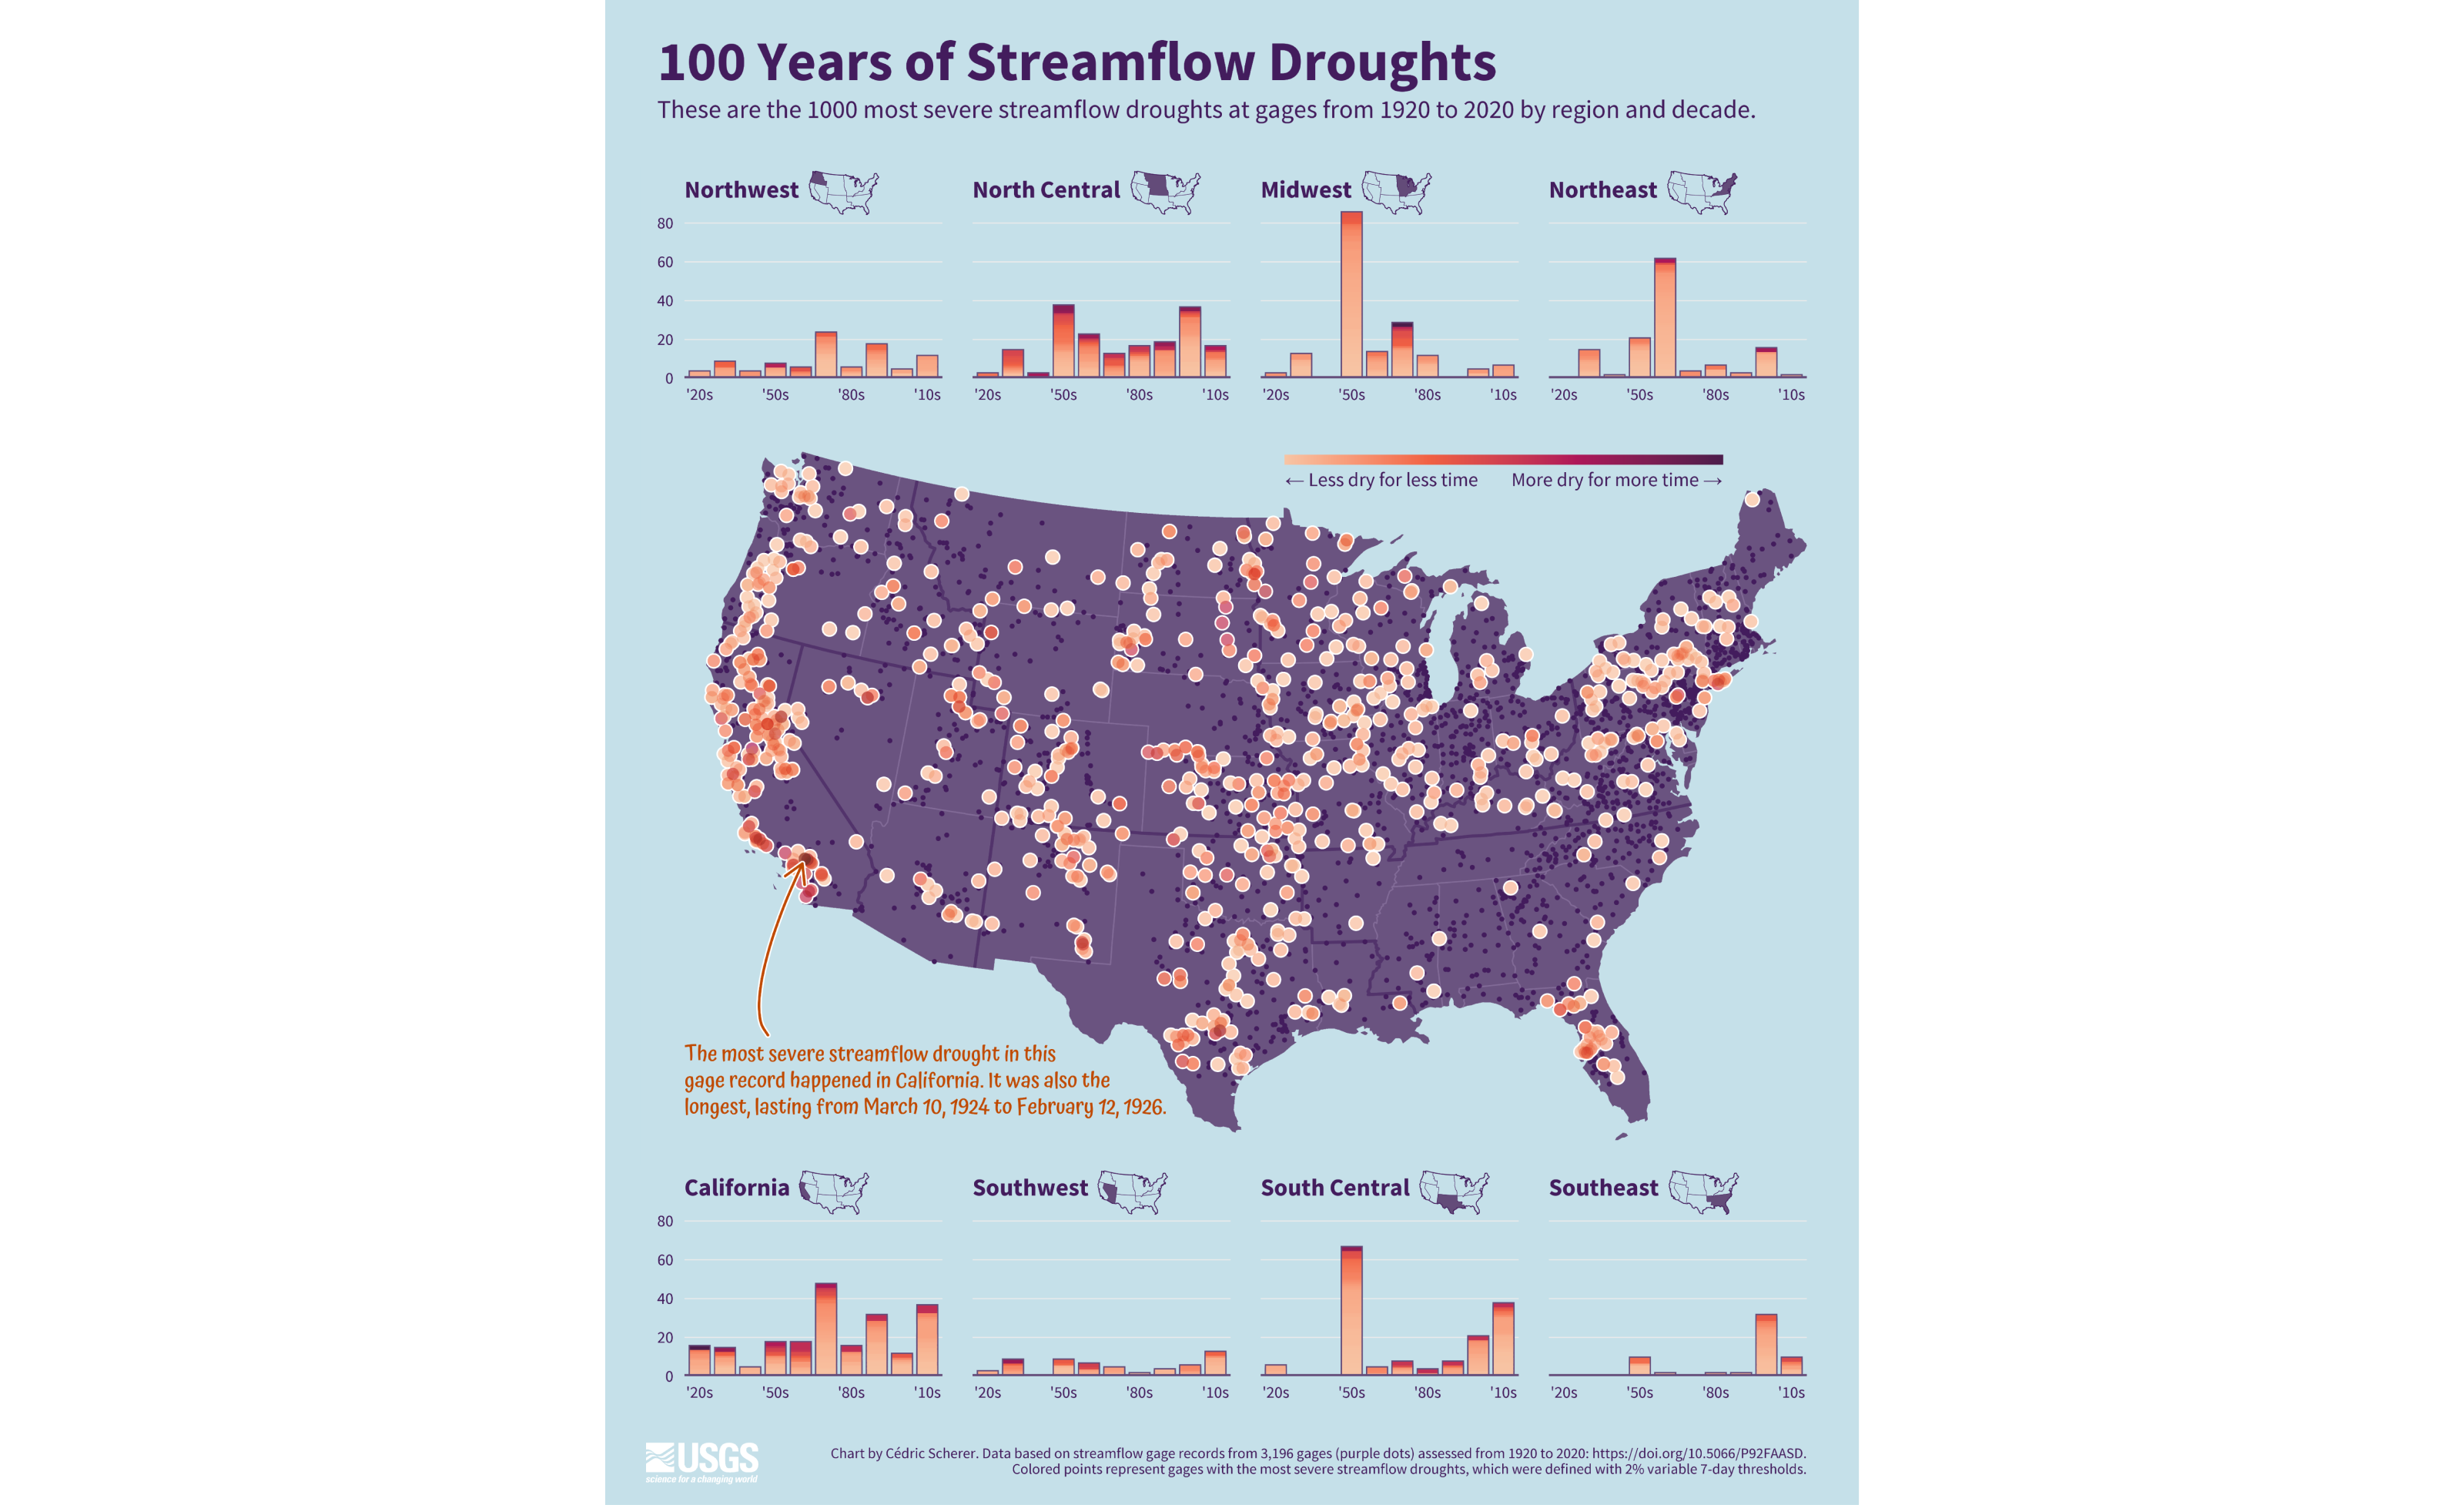 100 Years of Streamflow Droughts
These are the 1000 most severe streamflow droughts at gages from 1920 to 2020 by region and decade.
Northwest
North Central
Midwest
Northeast
80
60
40
20
0
'20s '50s '80s '10s
'20s '50s '80s '10s
'20s '50s '80s '10s
'20s '50s '80s '10s
← Less dry for less time More dry for more time →
The most severe streamflow drought in this
gage record happened in California. It was also the
longest, lasting from March 10, 1924 to February 12, 1926.
California
Southwest
South Central
Southeast
80
60
40
20
0
'20s '50s '80s '10s
'20s '50s '80s '10s
'20s '50s '80s '10s
'20s '50s '80s '10s
USGS
science for a changing world
Chart by Cédric Scherer. Data based on streamflow gage records from 3,196 gages (purple dots) assessed from 1920 to 2020: https://doi.org/10.5066/P92FAASD.
Colored points represent gages with the most severe streamflow droughts, which were defined with 2% variable 7-day thresholds.